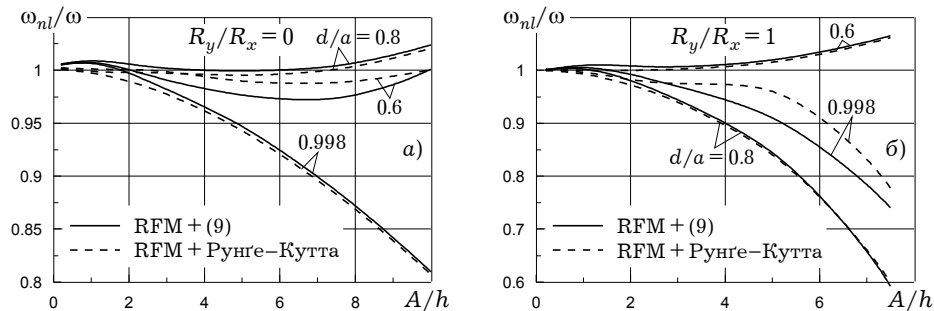 ω_nl/ω
R_y/R_x = 0
d/a = 0.8
0.6
0.998
а)
RFM + (9)
RFM + Рунґе–Кутта
1
0.95
0.9
0.85
0.8
0
2
4
6
8
A/h
ω_nl/ω
R_y/R_x = 1
0.6
0.998
d/a = 0.8
б)
RFM + (9)
RFM + Рунґе–Кутта
1
0.9
0.8
0.7
0.6
0
2
4
6
A/h